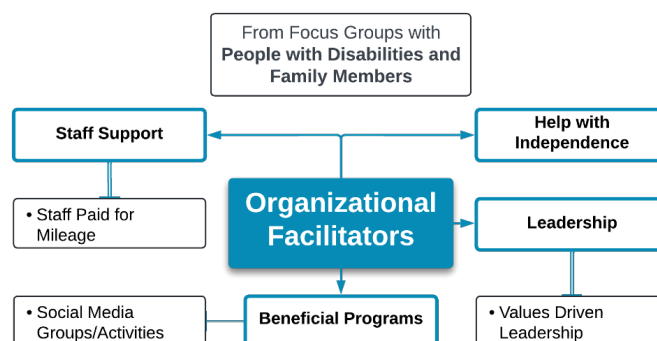 From Focus Groups with
People with Disabilities and
Family Members
Staff Support
Help with
Independence
Organizational
Facilitators
• Staff Paid for
Mileage
Leadership
• Social Media
Groups/Activities
Beneficial Programs
• Values Driven
Leadership